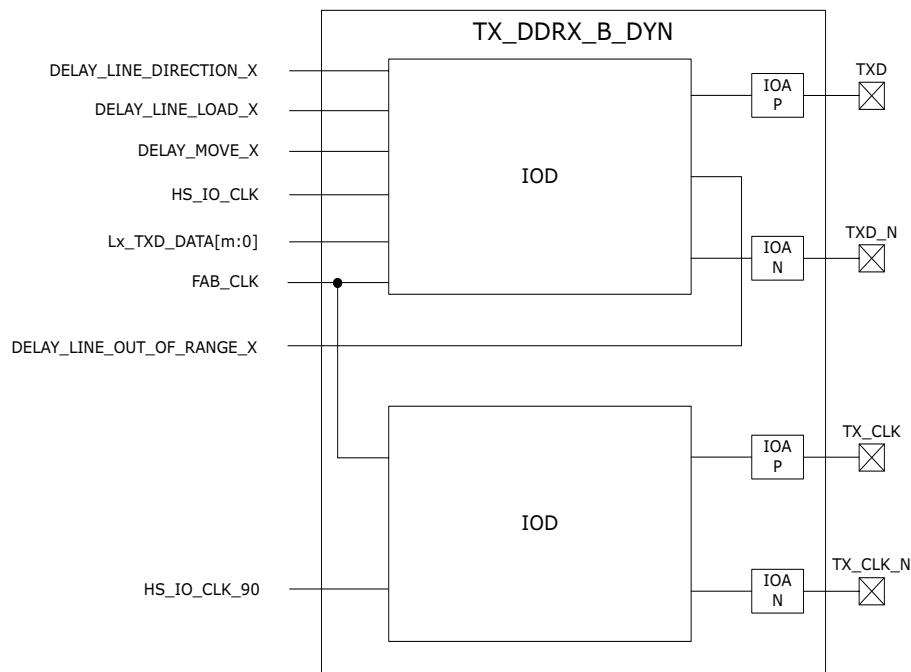 TX_DDRX_B_DYN
DELAY_LINE_DIRECTION_X
DELAY_LINE_LOAD_X
DELAY_MOVE_X
HS_IO_CLK
Lx_TXD_DATA[m:0]
FAB_CLK
DELAY_LINE_OUT_OF_RANGE_X
IOD
IOA
P
TXD
IOA
N
TXD_N
IOD
HS_IO_CLK_90
IOA
P
TX_CLK
IOA
N
TX_CLK_N